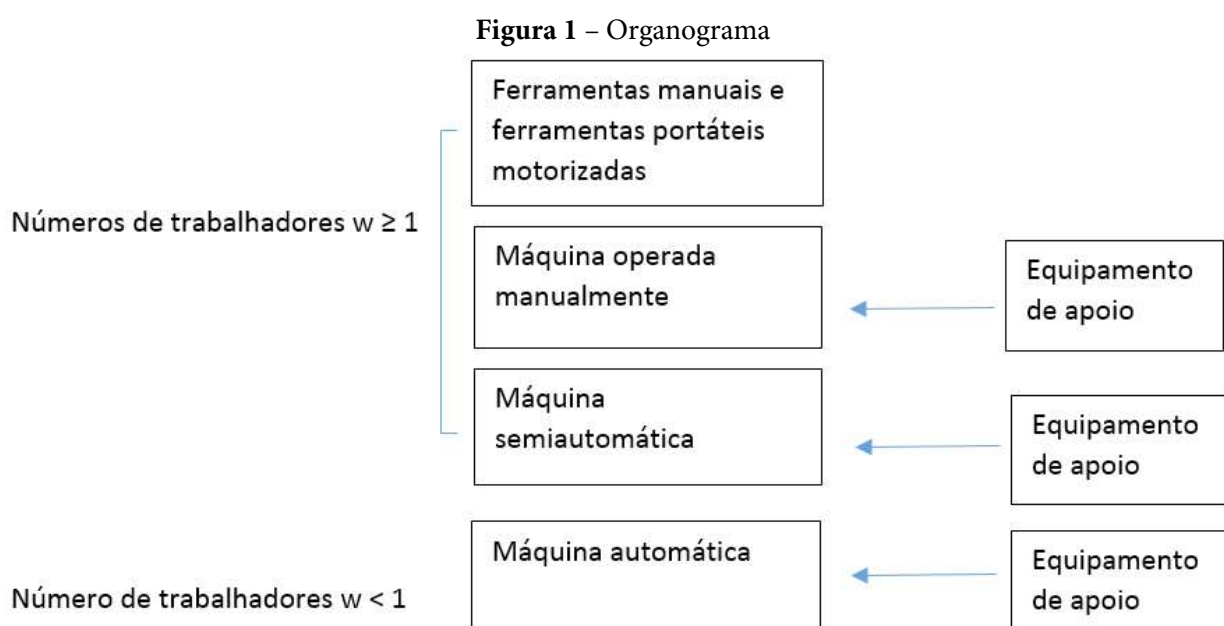 Figura 1 – Organograma
Ferramentas manuais e
ferramentas portáteis
motorizadas
Números de trabalhadores w ≥ 1
Máquina operada
manualmente
Equipamento
de apoio
Máquina
semiautomática
Equipamento
de apoio
Máquina automática
Equipamento
de apoio
Número de trabalhadores w < 1